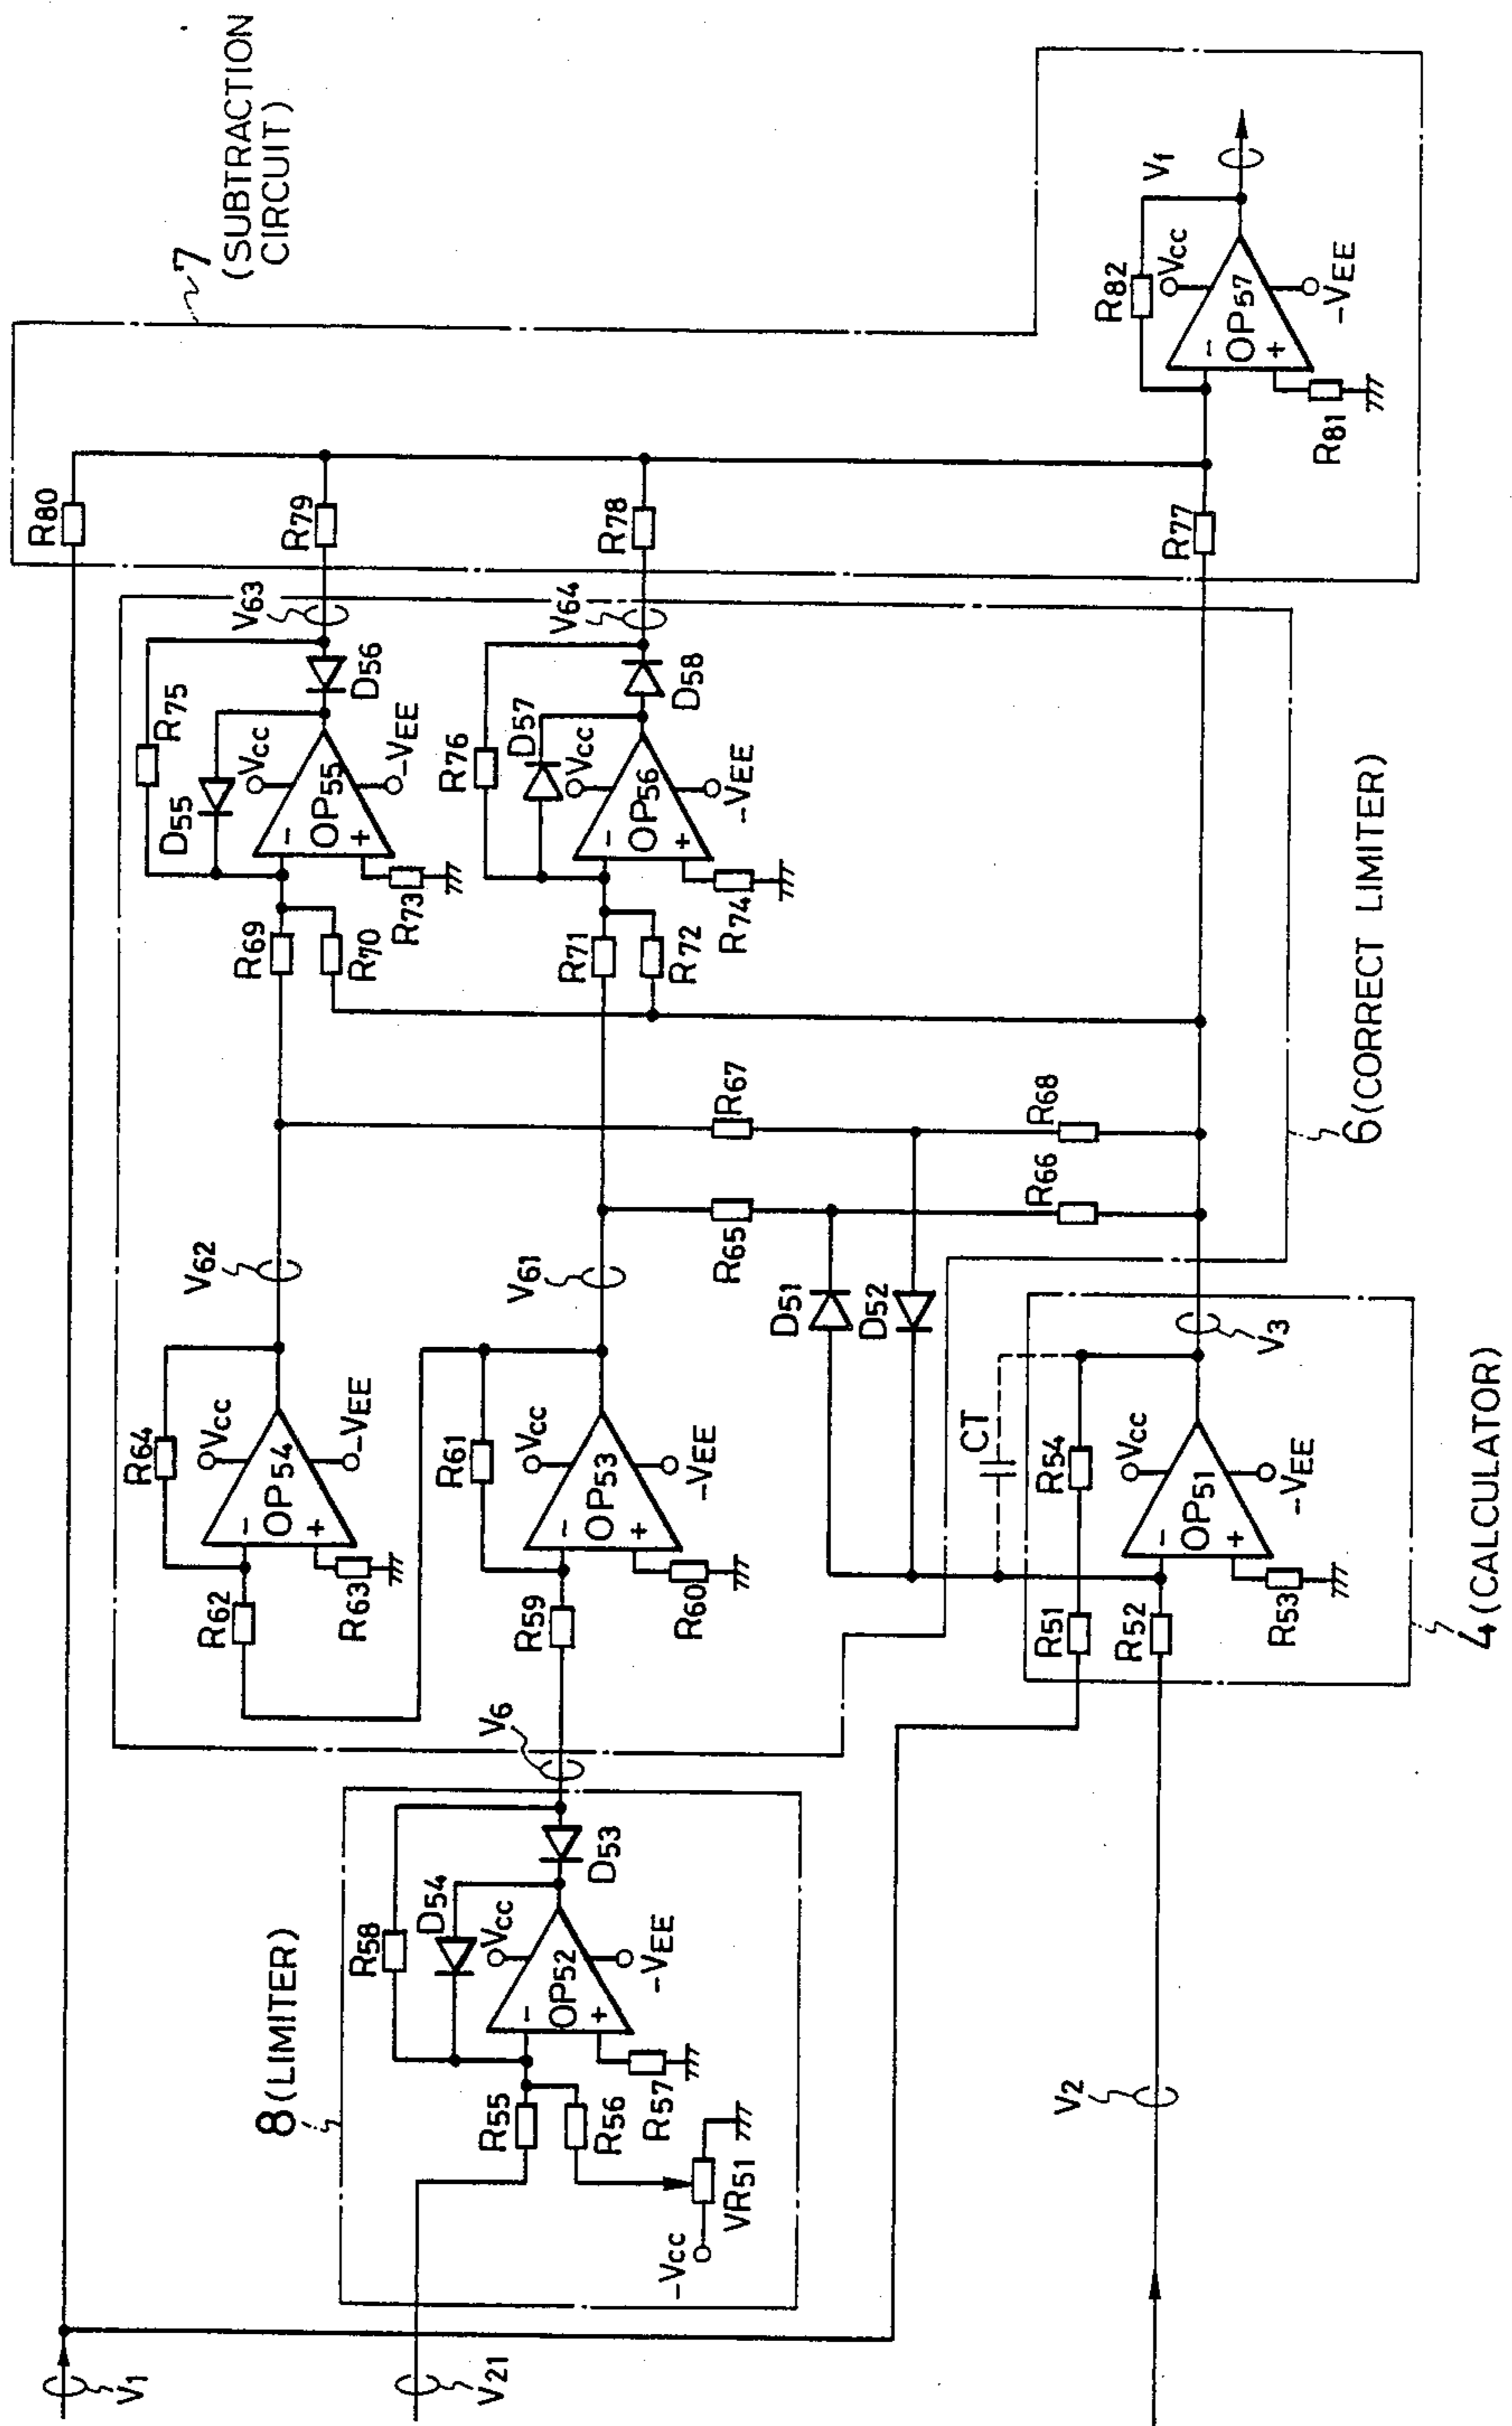 7
(SUBTRACTION
CIRCUIT)
R80
R79
R78
R77
R82
Vcc
OP57
-
+
-VEE
R81
Vf
V63
V64
R75
D55
D56
Vcc
OP55
-
+
-VEE
R73
R69
R70
R76
D57
D58
Vcc
OP56
-
+
-VEE
R74
R71
R72
R67
R68
R65
R66
6(CORRECT LIMITER)
V62
V61
R64
Vcc
OP54
-
+
-VEE
R62
R63
R61
Vcc
OP53
-
+
-VEE
R59
R60
D51
D52
CT
V3
R54
Vcc
OP51
-
+
-VEE
R51
R52
R53
4(CALCULATOR)
V6
8(LIMITER)
R58
D54
D53
Vcc
OP52
-
+
-VEE
R55
R56
R57
VR51
-Vcc
V1
V21
V2